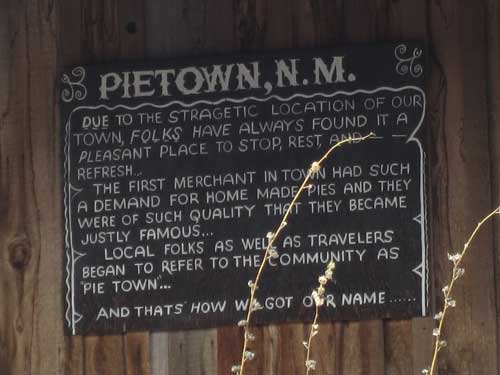 PIETOWN, N.M.
DUE TO THE STRAGETIC LOCATION OF OUR
TOWN, FOLKS HAVE ALWAYS FOUND IT A
PLEASANT PLACE TO STOP, REST, AND
REFRESH...
THE FIRST MERCHANT IN TOWN HAD SUCH
A DEMAND FOR HOME MADE PIES AND THEY
WERE OF SUCH QUALITY THAT THEY BECAME
JUSTLY FAMOUS...
LOCAL FOLKS AS WELL AS TRAVELERS
BEGAN TO REFER TO THE COMMUNITY AS
"PIE TOWN...
AND THATS' HOW WE GOT OUR NAME......